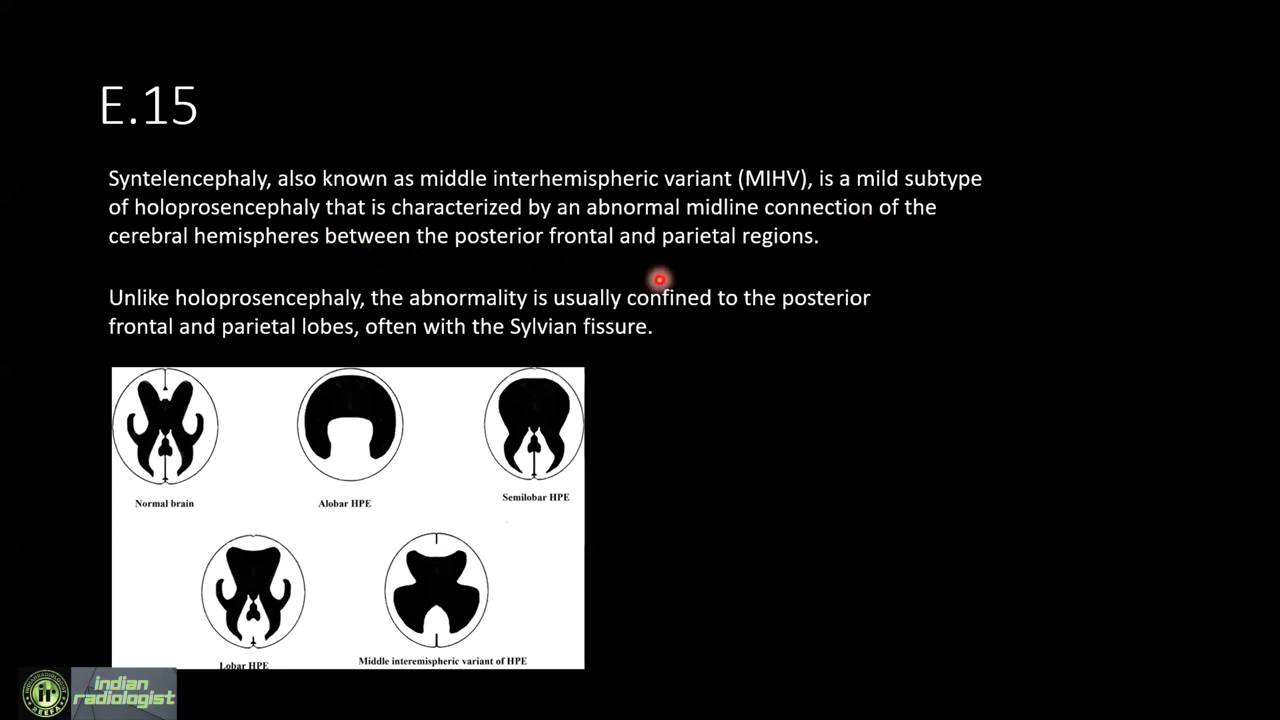 E.15
Syntelencephaly, also known as middle interhemispheric variant (MIHV), is a mild subtype
of holoprosencephaly that is characterized by an abnormal midline connection of the
cerebral hemispheres between the posterior frontal and parietal regions.
Unlike holoprosencephaly, the abnormality is usually confined to the posterior
frontal and parietal lobes, often with the Sylvian fissure.
Normal brain
Alobar HPE
Semilobar HPE
Lobar HPE
Middle interemispheric variant of HPE
ir
indian
radiologist